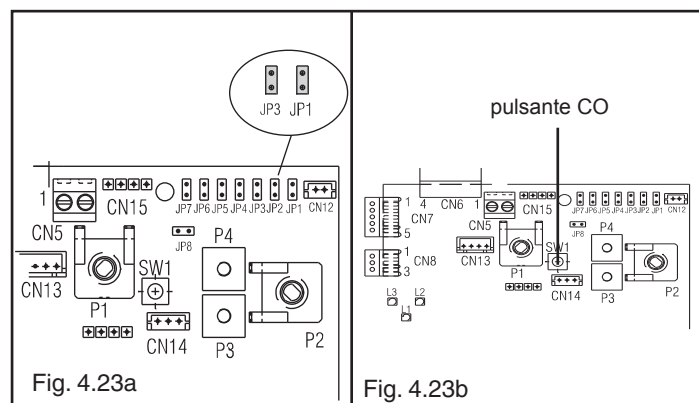 JP3 JP1
1
CN15
JP7 JP6 JP5 JP4 JP3 JP2 JP1 CN12
CN5
JP8
P4
CN13
SW1
P1
CN14
P3
P2
Fig. 4.23a
pulsante CO
1
CN7
5
4 CN6 1
CN15
JP7 JP6 JP5 JP4 JP3 JP2 JP1 CN12
CN5
JP8
P4
1
CN8
3
CN13
SW1
P1
CN14
P3
P2
L3 L2
L1
Fig. 4.23b